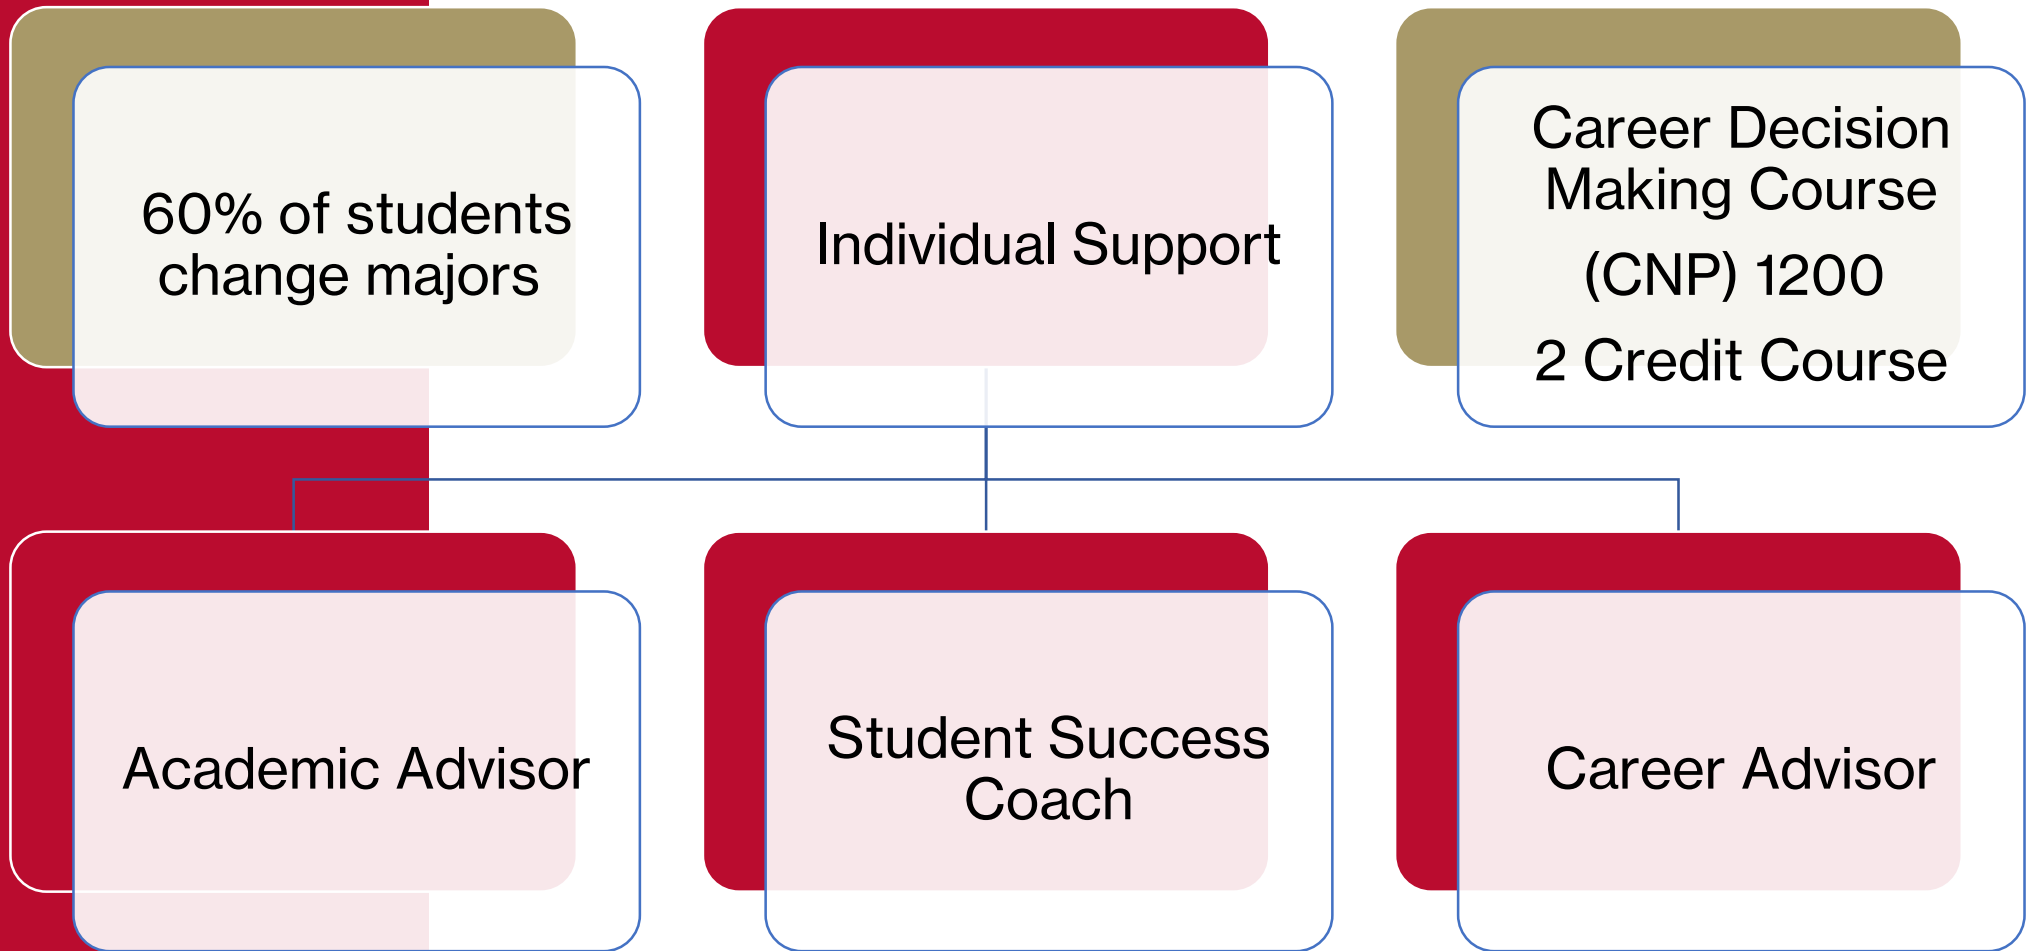 60% of students
change majors
Individual Support
Career Decision
Making Course
(CNP) 1200
2 Credit Course
Academic Advisor
Student Success
Coach
Career Advisor